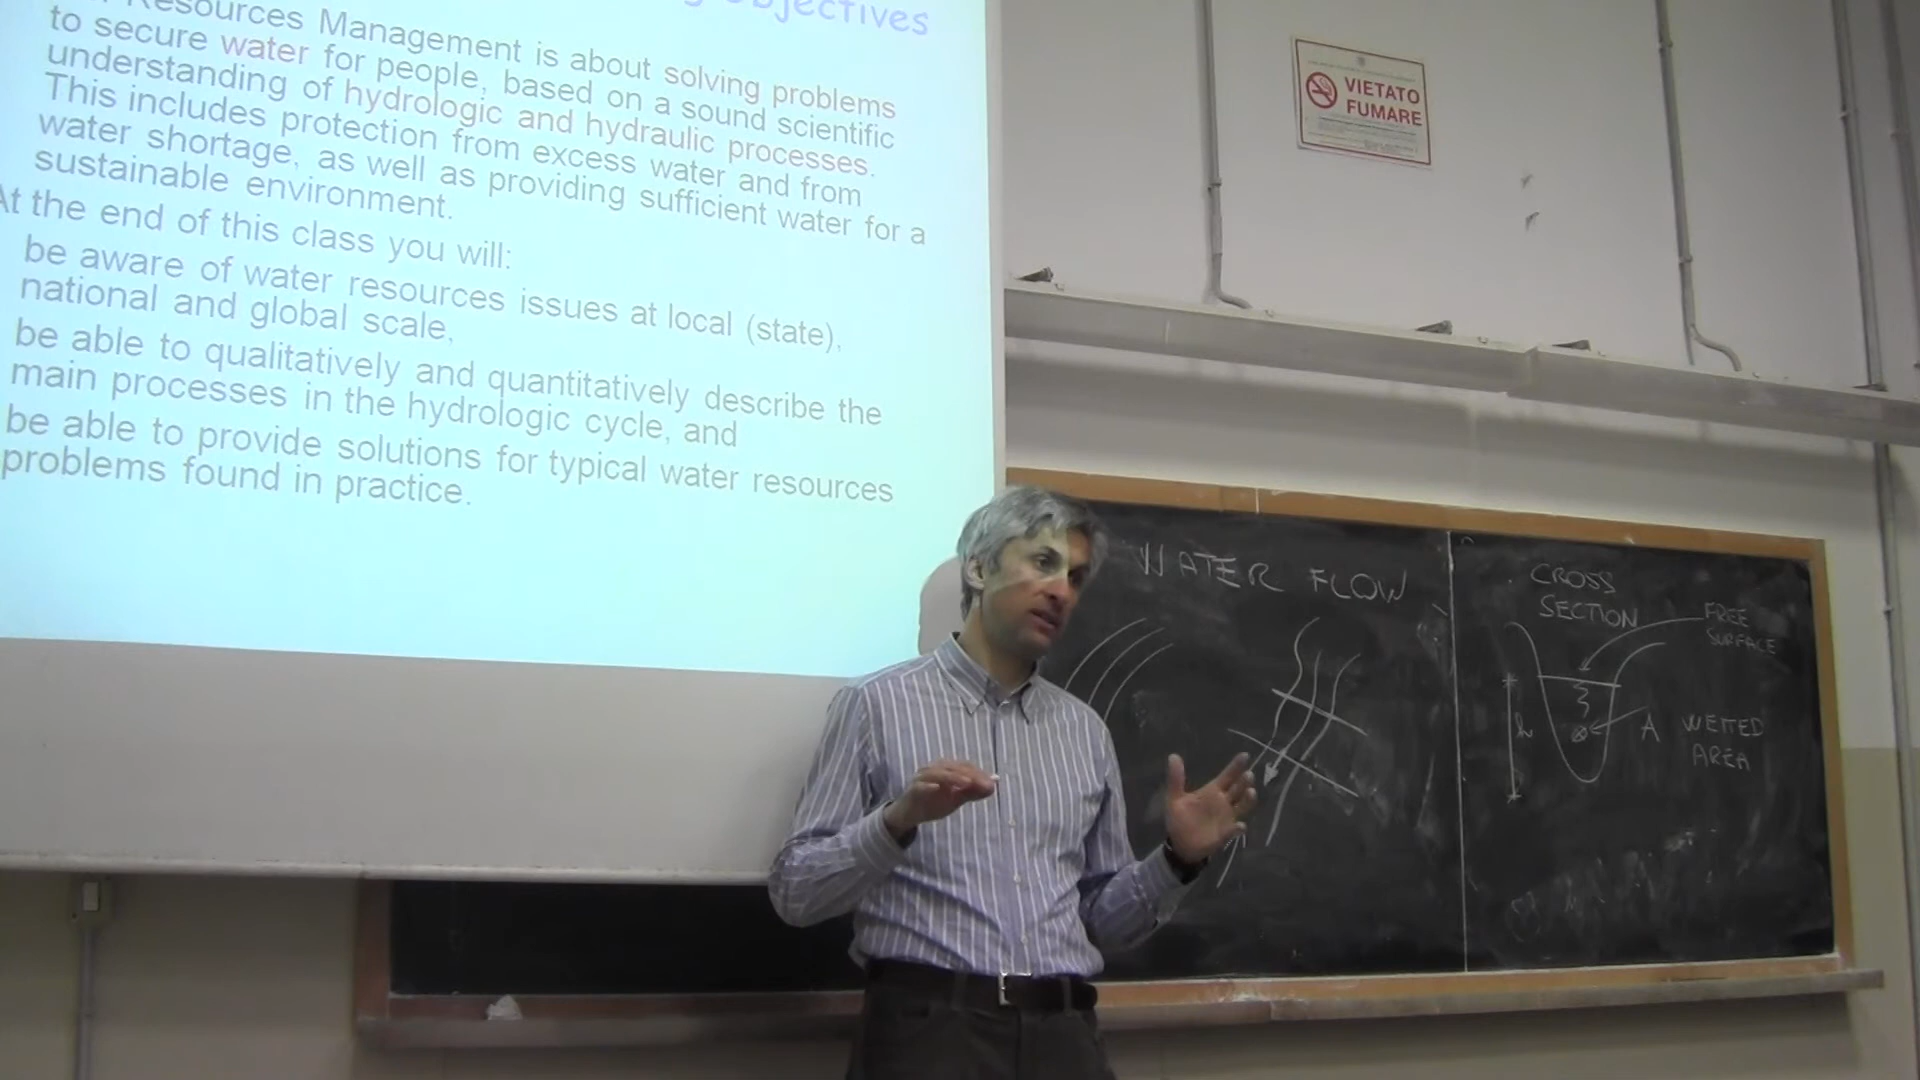 Objectives
Resources Management is about solving problems
to secure water for people, based on a sound scientific
understanding of hydrologic and hydraulic processes.
This includes protection from excess water and from
water shortage, as well as providing sufficient water for a
sustainable environment.
At the end of this class you will:
be aware of water resources issues at local (state),
national and global scale,
be able to qualitatively and quantitatively describe the
main processes in the hydrologic cycle, and
be able to provide solutions for typical water resources
problems found in practice.
VIETATO
FUMARE
WATER FLOW
CROSS
SECTION
FREE
SURFACE
h
A WETTED
AREA